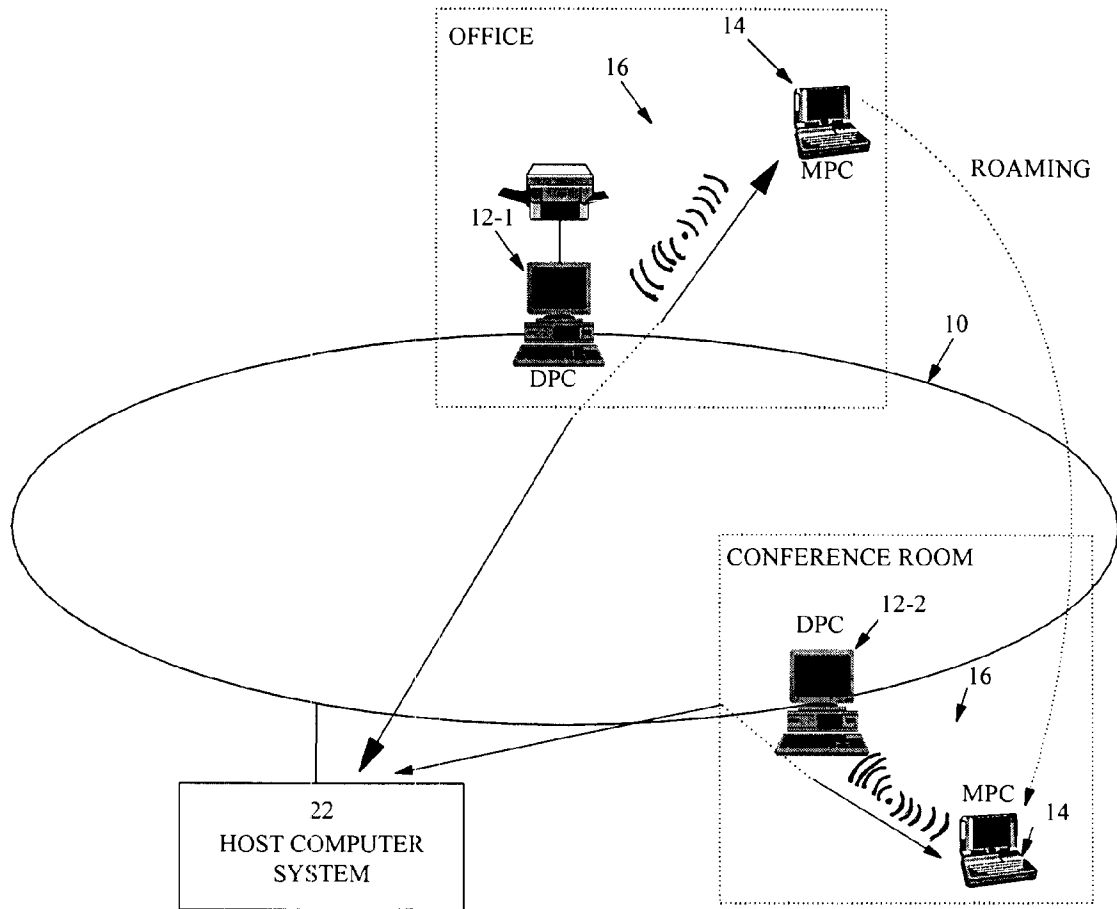 OFFICE
14
16
MPC
ROAMING
12-1
DPC
10
CONFERENCE ROOM
12-2
DPC
16
MPC
14
22
HOST COMPUTER
SYSTEM